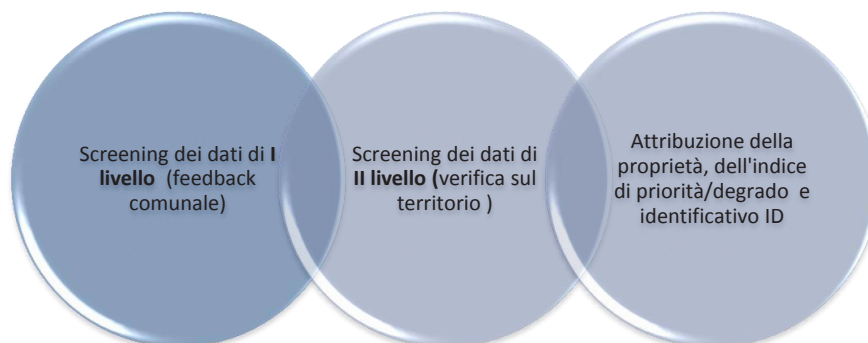 Screening dei dati di I
livello (feedback
comunale)
Screening dei dati di
II livello (verifica sul
territorio )
Attribuzione della
proprietà, dell'indice
di priorità/degrado e
identificativo ID